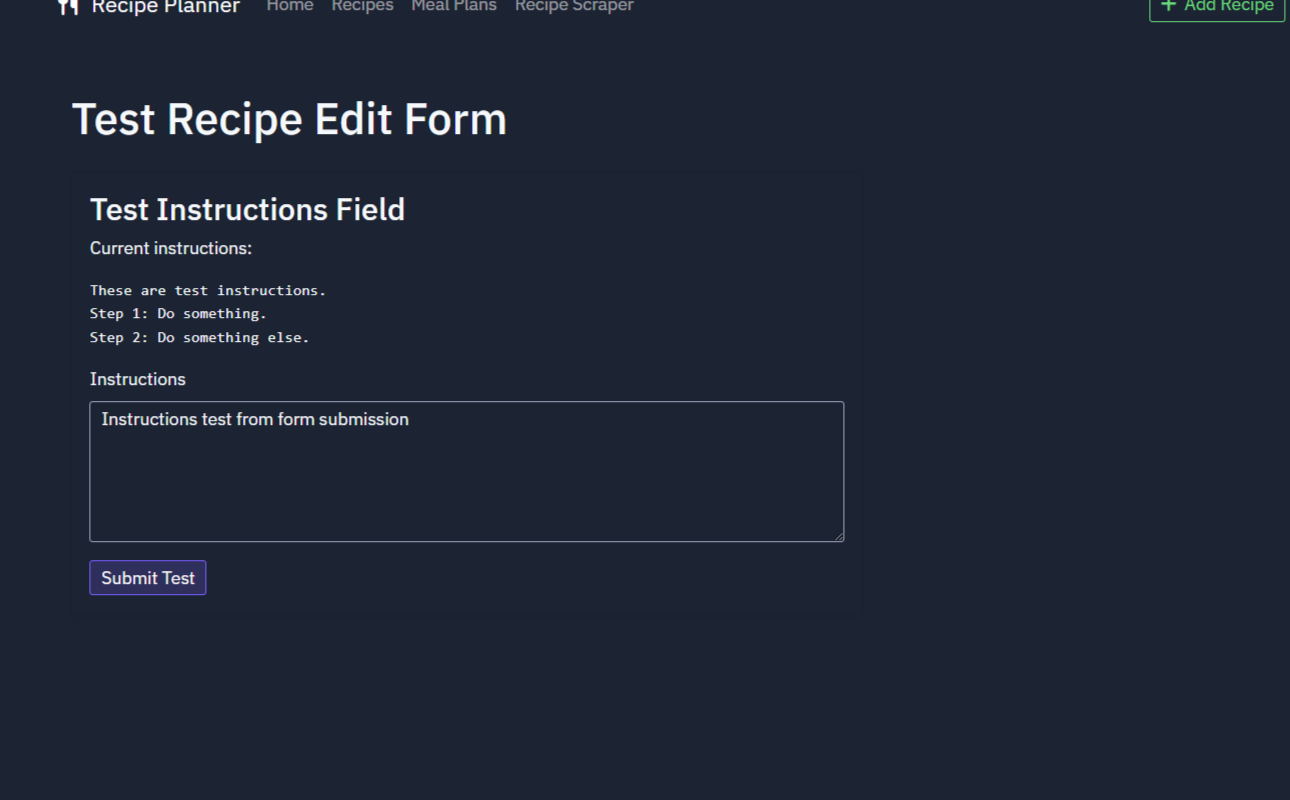 Recipe Planner Home Recipes Meal Plans Recipe Scraper + Add Recipe
Test Recipe Edit Form
Test Instructions Field
Current instructions:
These are test instructions.
Step 1: Do something.
Step 2: Do something else.
Instructions
Instructions test from form submission
Submit Test